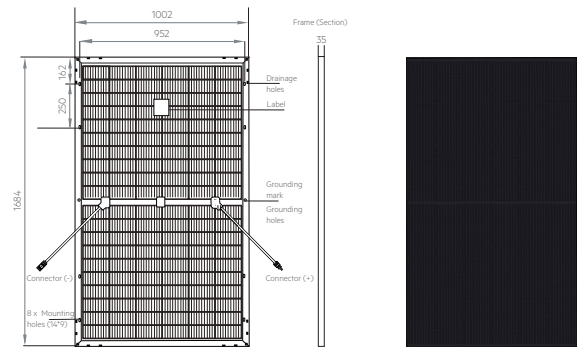 1002
Frame (Section)
952
35
162
Drainage
holes
250
Label
1684
Grounding
mark
Grounding
holes
Connector (-)
Connector (+)
8 x Mounting
holes (14*9)